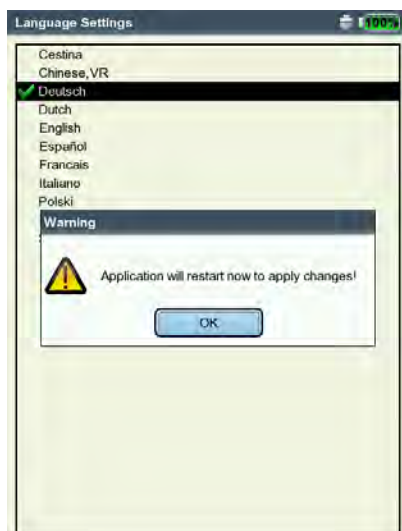 Language Settings
100%
Cestina
Chinese,VR
Deutsch
Dutch
English
Español
Francais
Italiano
Polski
Warning
Application will restart now to apply changes!
OK